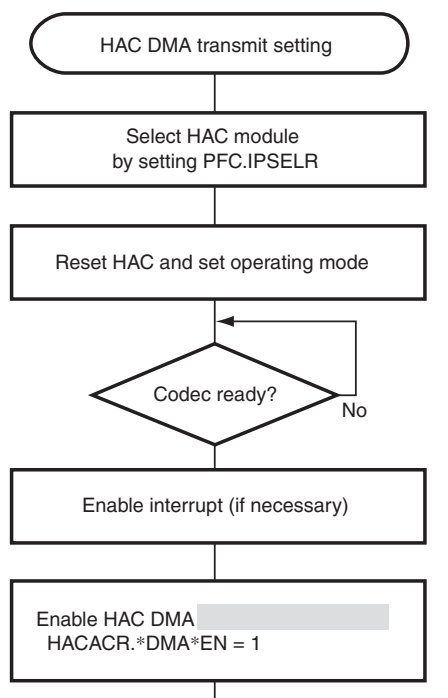 HAC DMA transmit setting
Select HAC module
by setting PFC.IPSELR
Reset HAC and set operating mode
Codec ready?
No
Enable interrupt (if necessary)
Enable HAC DMA
HACACR.*DMA*EN = 1